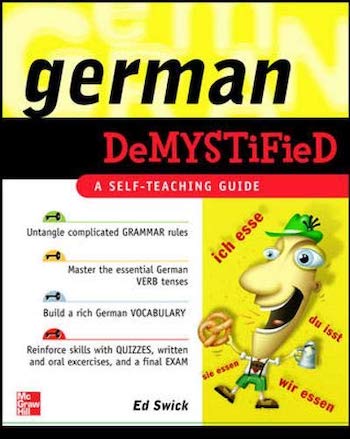 german
DeMYSTiFieD
A SELF-TEACHING GUIDE
Untangle complicated GRAMMAR rules
Master the essential German
VERB tenses
Build a rich German VOCABULARY
Reinforce skills with QUIZZES, written
and oral excercises, and a final EXAM
ich esse
du isst
sie essen
wir essen
Mc
Graw
Hill
Ed Swick